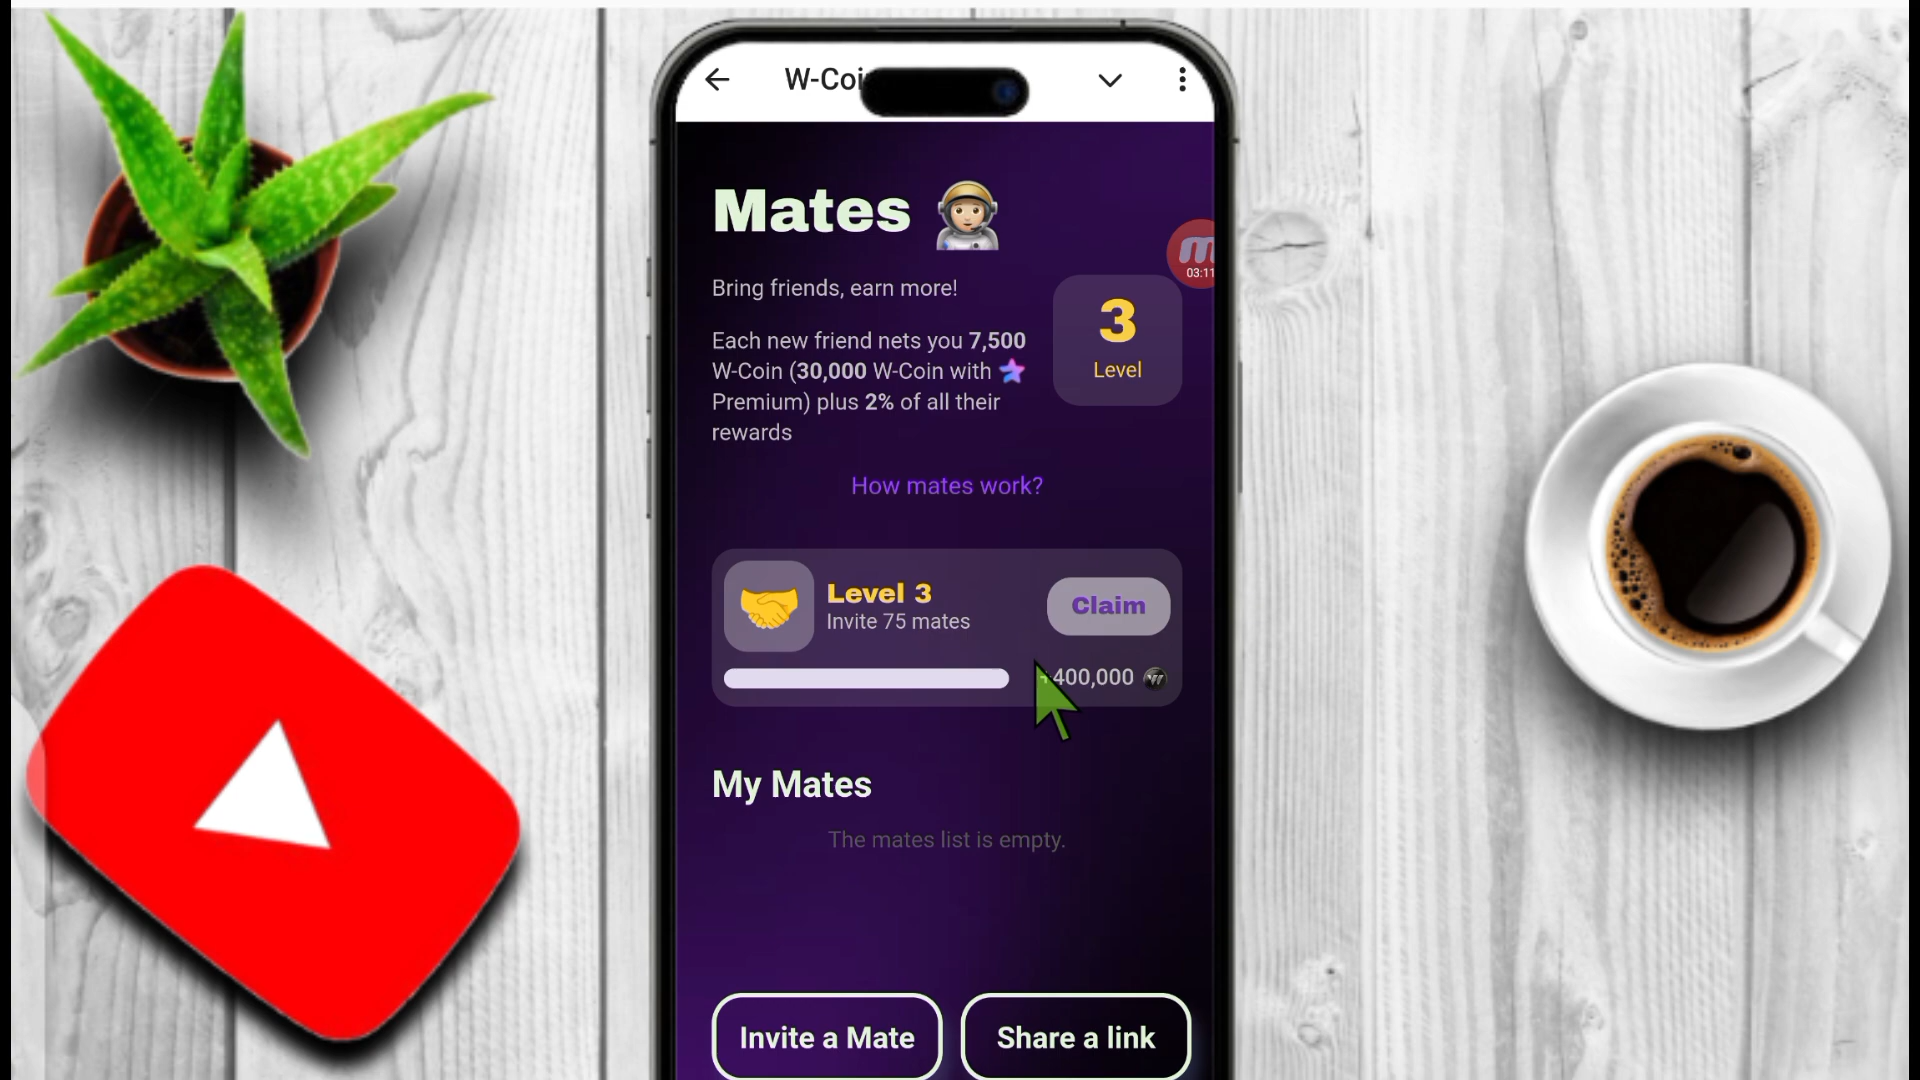 W-Coi
Mates
m
03:11
Bring friends, earn more!
3
Level
Each new friend nets you 7,500
W-Coin (30,000 W-Coin with
Premium) plus 2% of all their
rewards
How mates work?
Level 3
Invite 75 mates
Claim
+400,000
W
My Mates
The mates list is empty.
Invite a Mate
Share a link